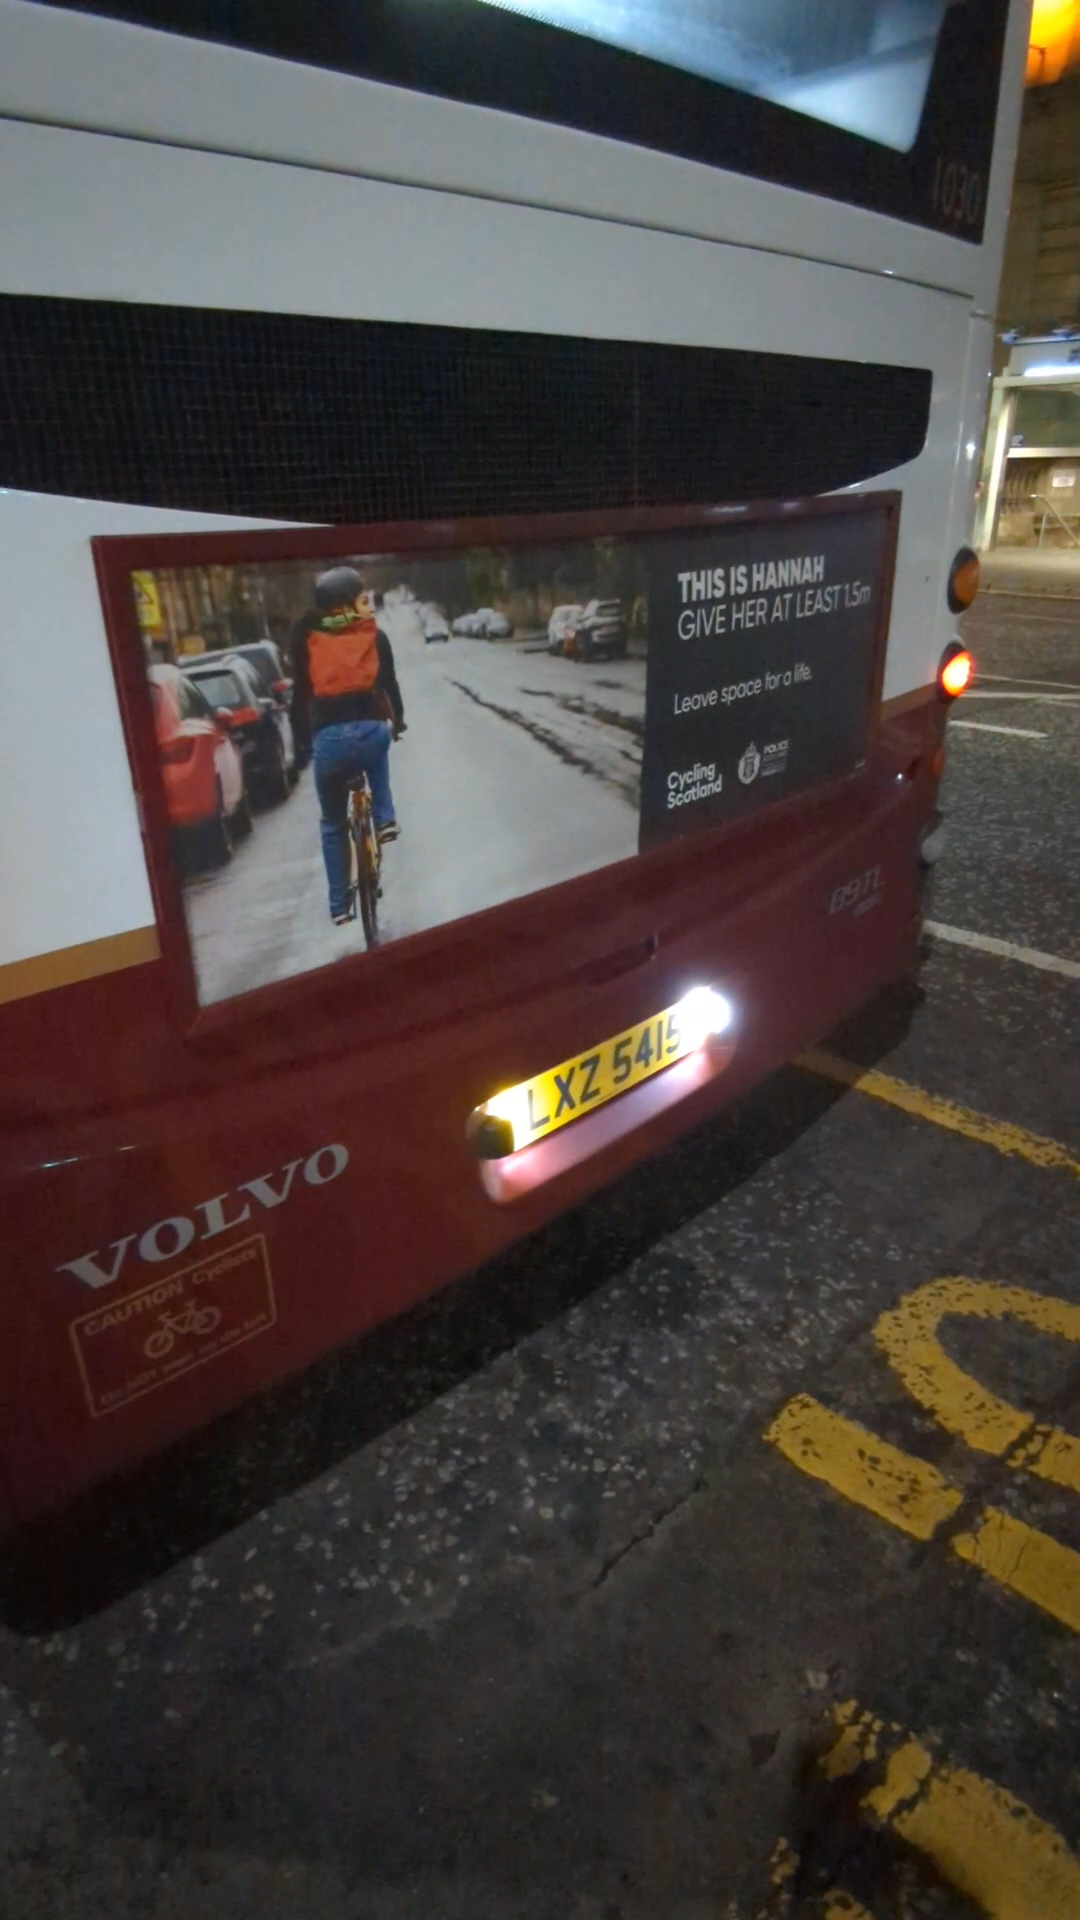 1030
THIS IS HANNAH
GIVE HER AT LEAST 1.5m
Leave space for a life.
Cycling
Scotland
POLICE
B9TL
LXZ 5415
VOLVO
CAUTION Cyclists